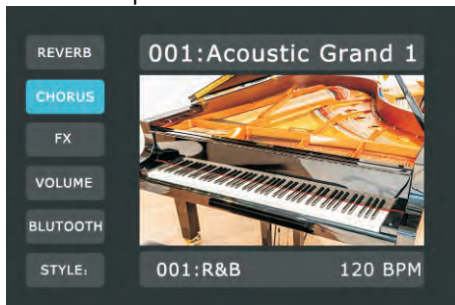 REVERB
001:Acoustic Grand 1
CHORUS
FX
VOLUME
BLUTOOTH
STYLE:
001:R&B
120 BPM